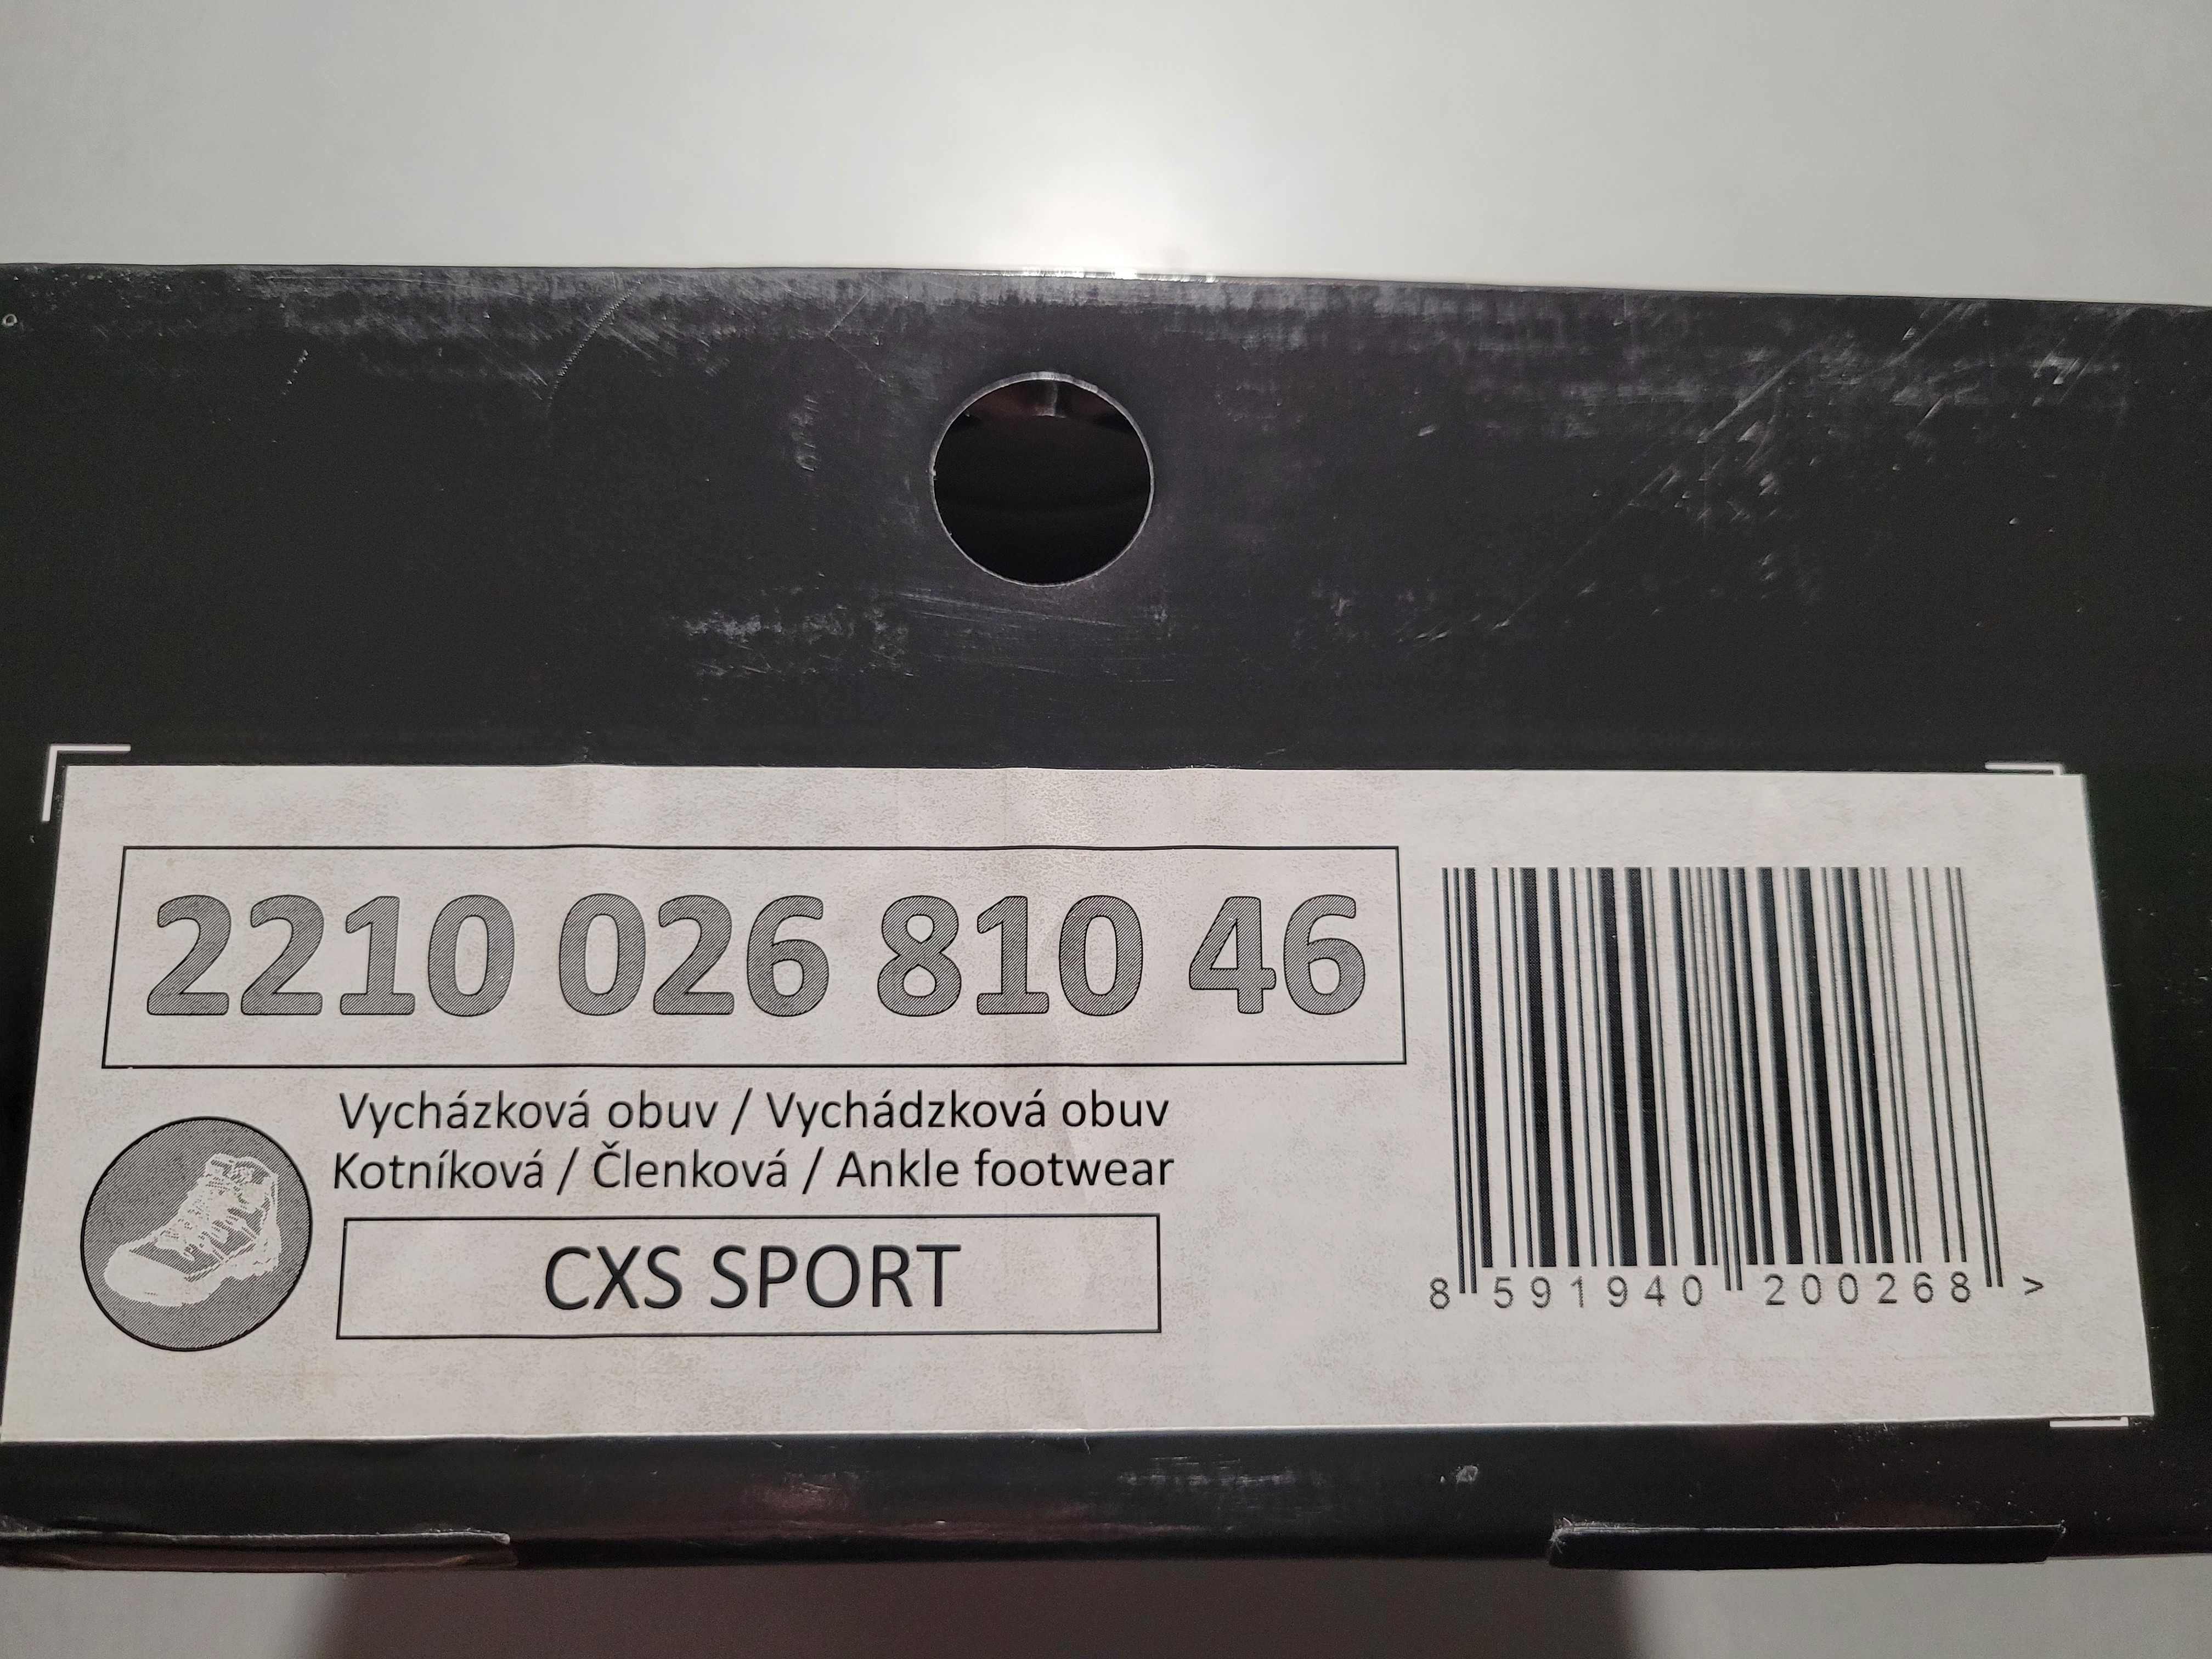 2210 026 810 46
Vycházková obuv / Vychádzková obuv
Kotníková / Členková / Ankle footwear
CXS SPORT
8 591940 200268 >